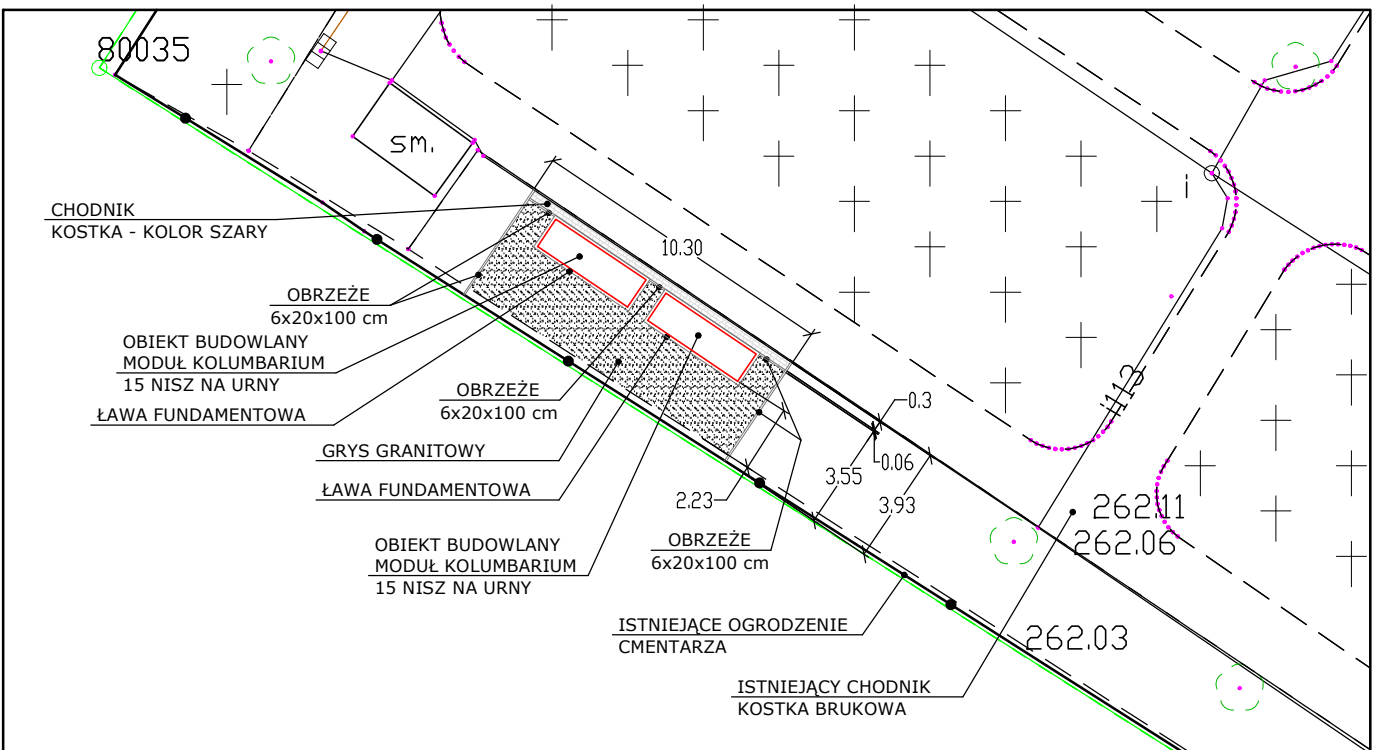 80035
sm.
i
CHODNIK
KOSTKA - KOLOR SZARY
10.30
OBRZEŻE
6x20x100 cm
OBIEKT BUDOWLANY
MODUŁ KOLUMBARIUM
15 NISZ NA URNY
ŁAWA FUNDAMENTOWA
OBRZEŻE
6x20x100 cm
i113
0.3
GRYS GRANITOWY
0.06
ŁAWA FUNDAMENTOWA
3.55
2.23
3.93
262.11
262.06
OBIEKT BUDOWLANY
MODUŁ KOLUMBARIUM
15 NISZ NA URNY
OBRZEŻE
6x20x100 cm
ISTNIEJĄCE OGRODZENIE
CMENTARZA
262.03
ISTNIEJĄCY CHODNIK
KOSTKA BRUKOWA